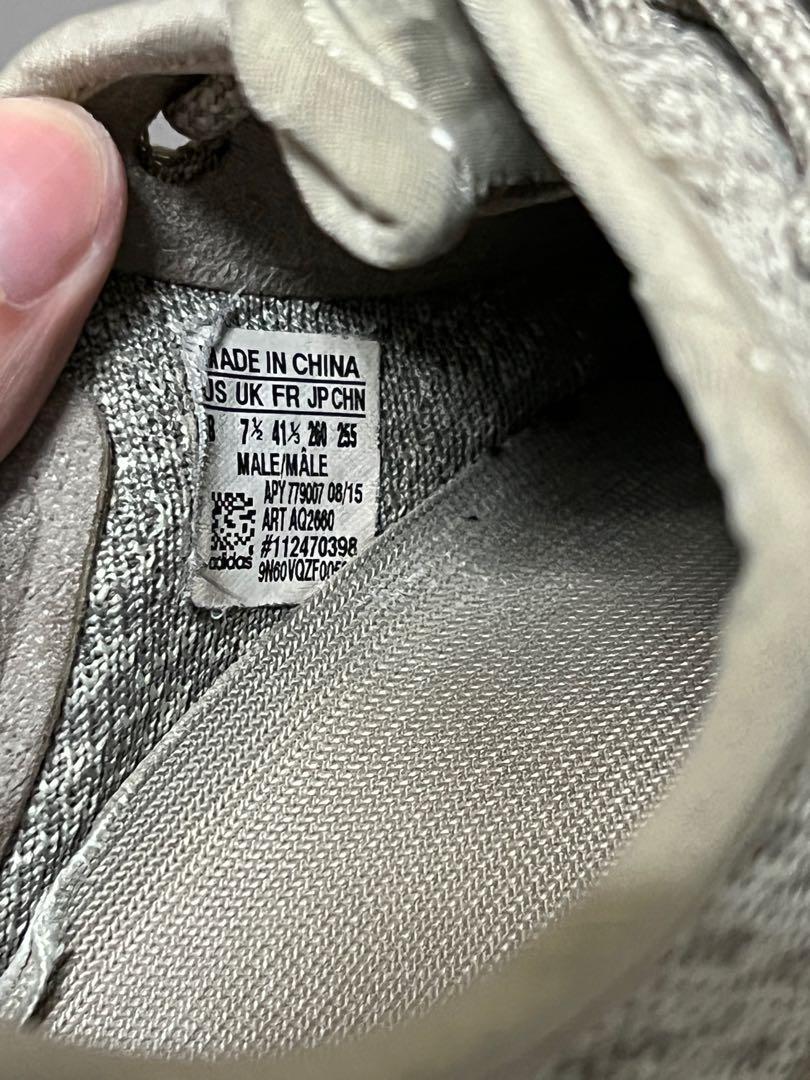 MADE IN CHINA
US UK FR JP CHN
8 7½ 41⅓ 260 255
MALE/MÂLE
APY 779007 08/15
ART AQ2660
#112470398
adidas